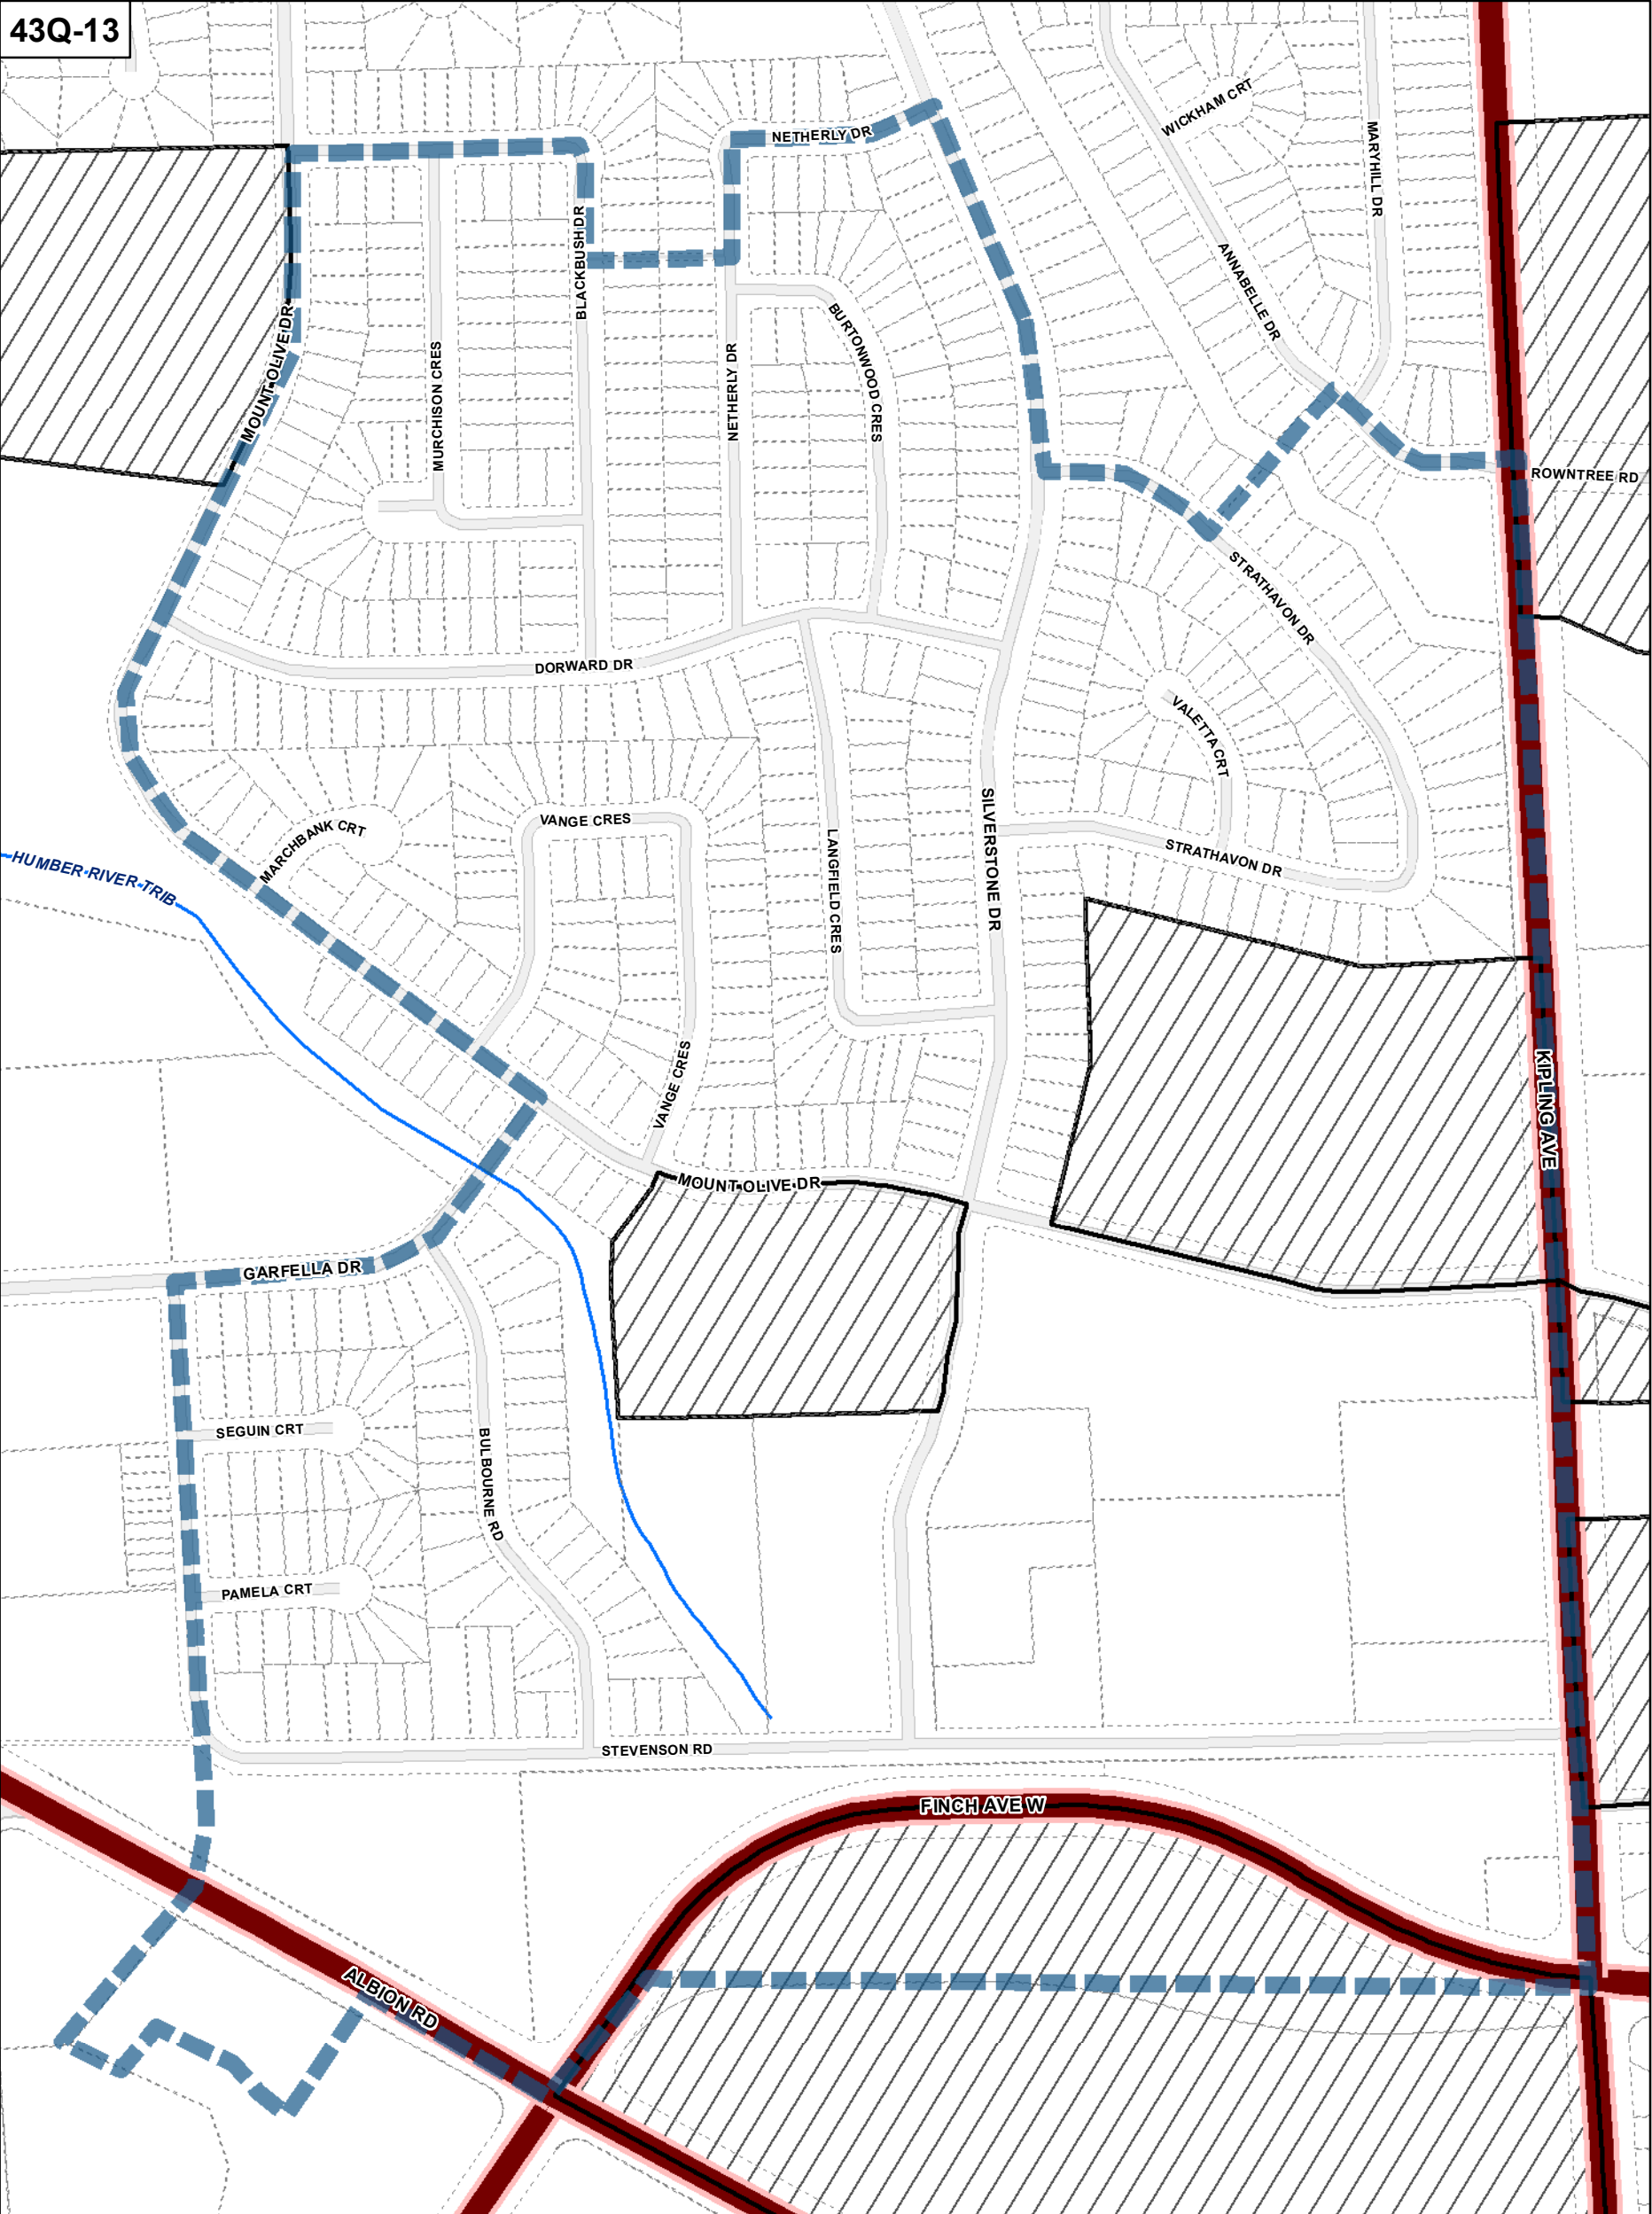 43Q-13
WICKHAM CRT
NETHERLY DR
MARYHILL DR
BLACKBUSH DR
ANNABELLE DR
MOUNT OLIVE DR
BURTONWOOD CRES
MURCHISON CRES
NETHERLY DR
ROWNTREE RD
STRATHAVON DR
DORWARD DR
VALETTA CRT
VANGE CRES
MARCHBANK CRT
LANGFIELD CRES
SILVERSTONE DR
STRATHAVON DR
HUMBER RIVER TRIB
VANGE CRES
KIPLING AVE
MOUNT OLIVE DR
GARFELLA DR
SEGUIN CRT
BULBOURNE RD
PAMELA CRT
STEVENSON RD
FINCH AVE W
ALBION RD